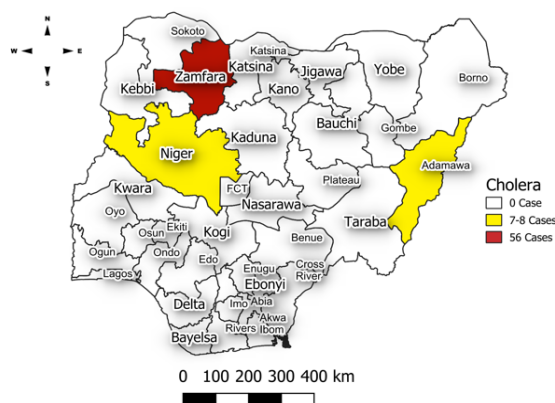 N
W
E
S
Sokoto
Katsina
Zamfara
Katsina
Jigawa
Yobe
Borno
Kebbi
Kano
Bauchi
Gombe
Kaduna
Niger
Adamawa
Plateau
FCT
Kwara
Nasarawa
Taraba
Oyo
Ekiti
Osun
Kogi
Benue
Ogun
Ondo
Edo
Lagos
Enugu
Cross
River
Ebonyi
Delta
Imo
Abia
Akwa
Ibom
Rivers
Bayelsa
Cholera
0 Case
7-8 Cases
56 Cases
0 100 200 300 400 km